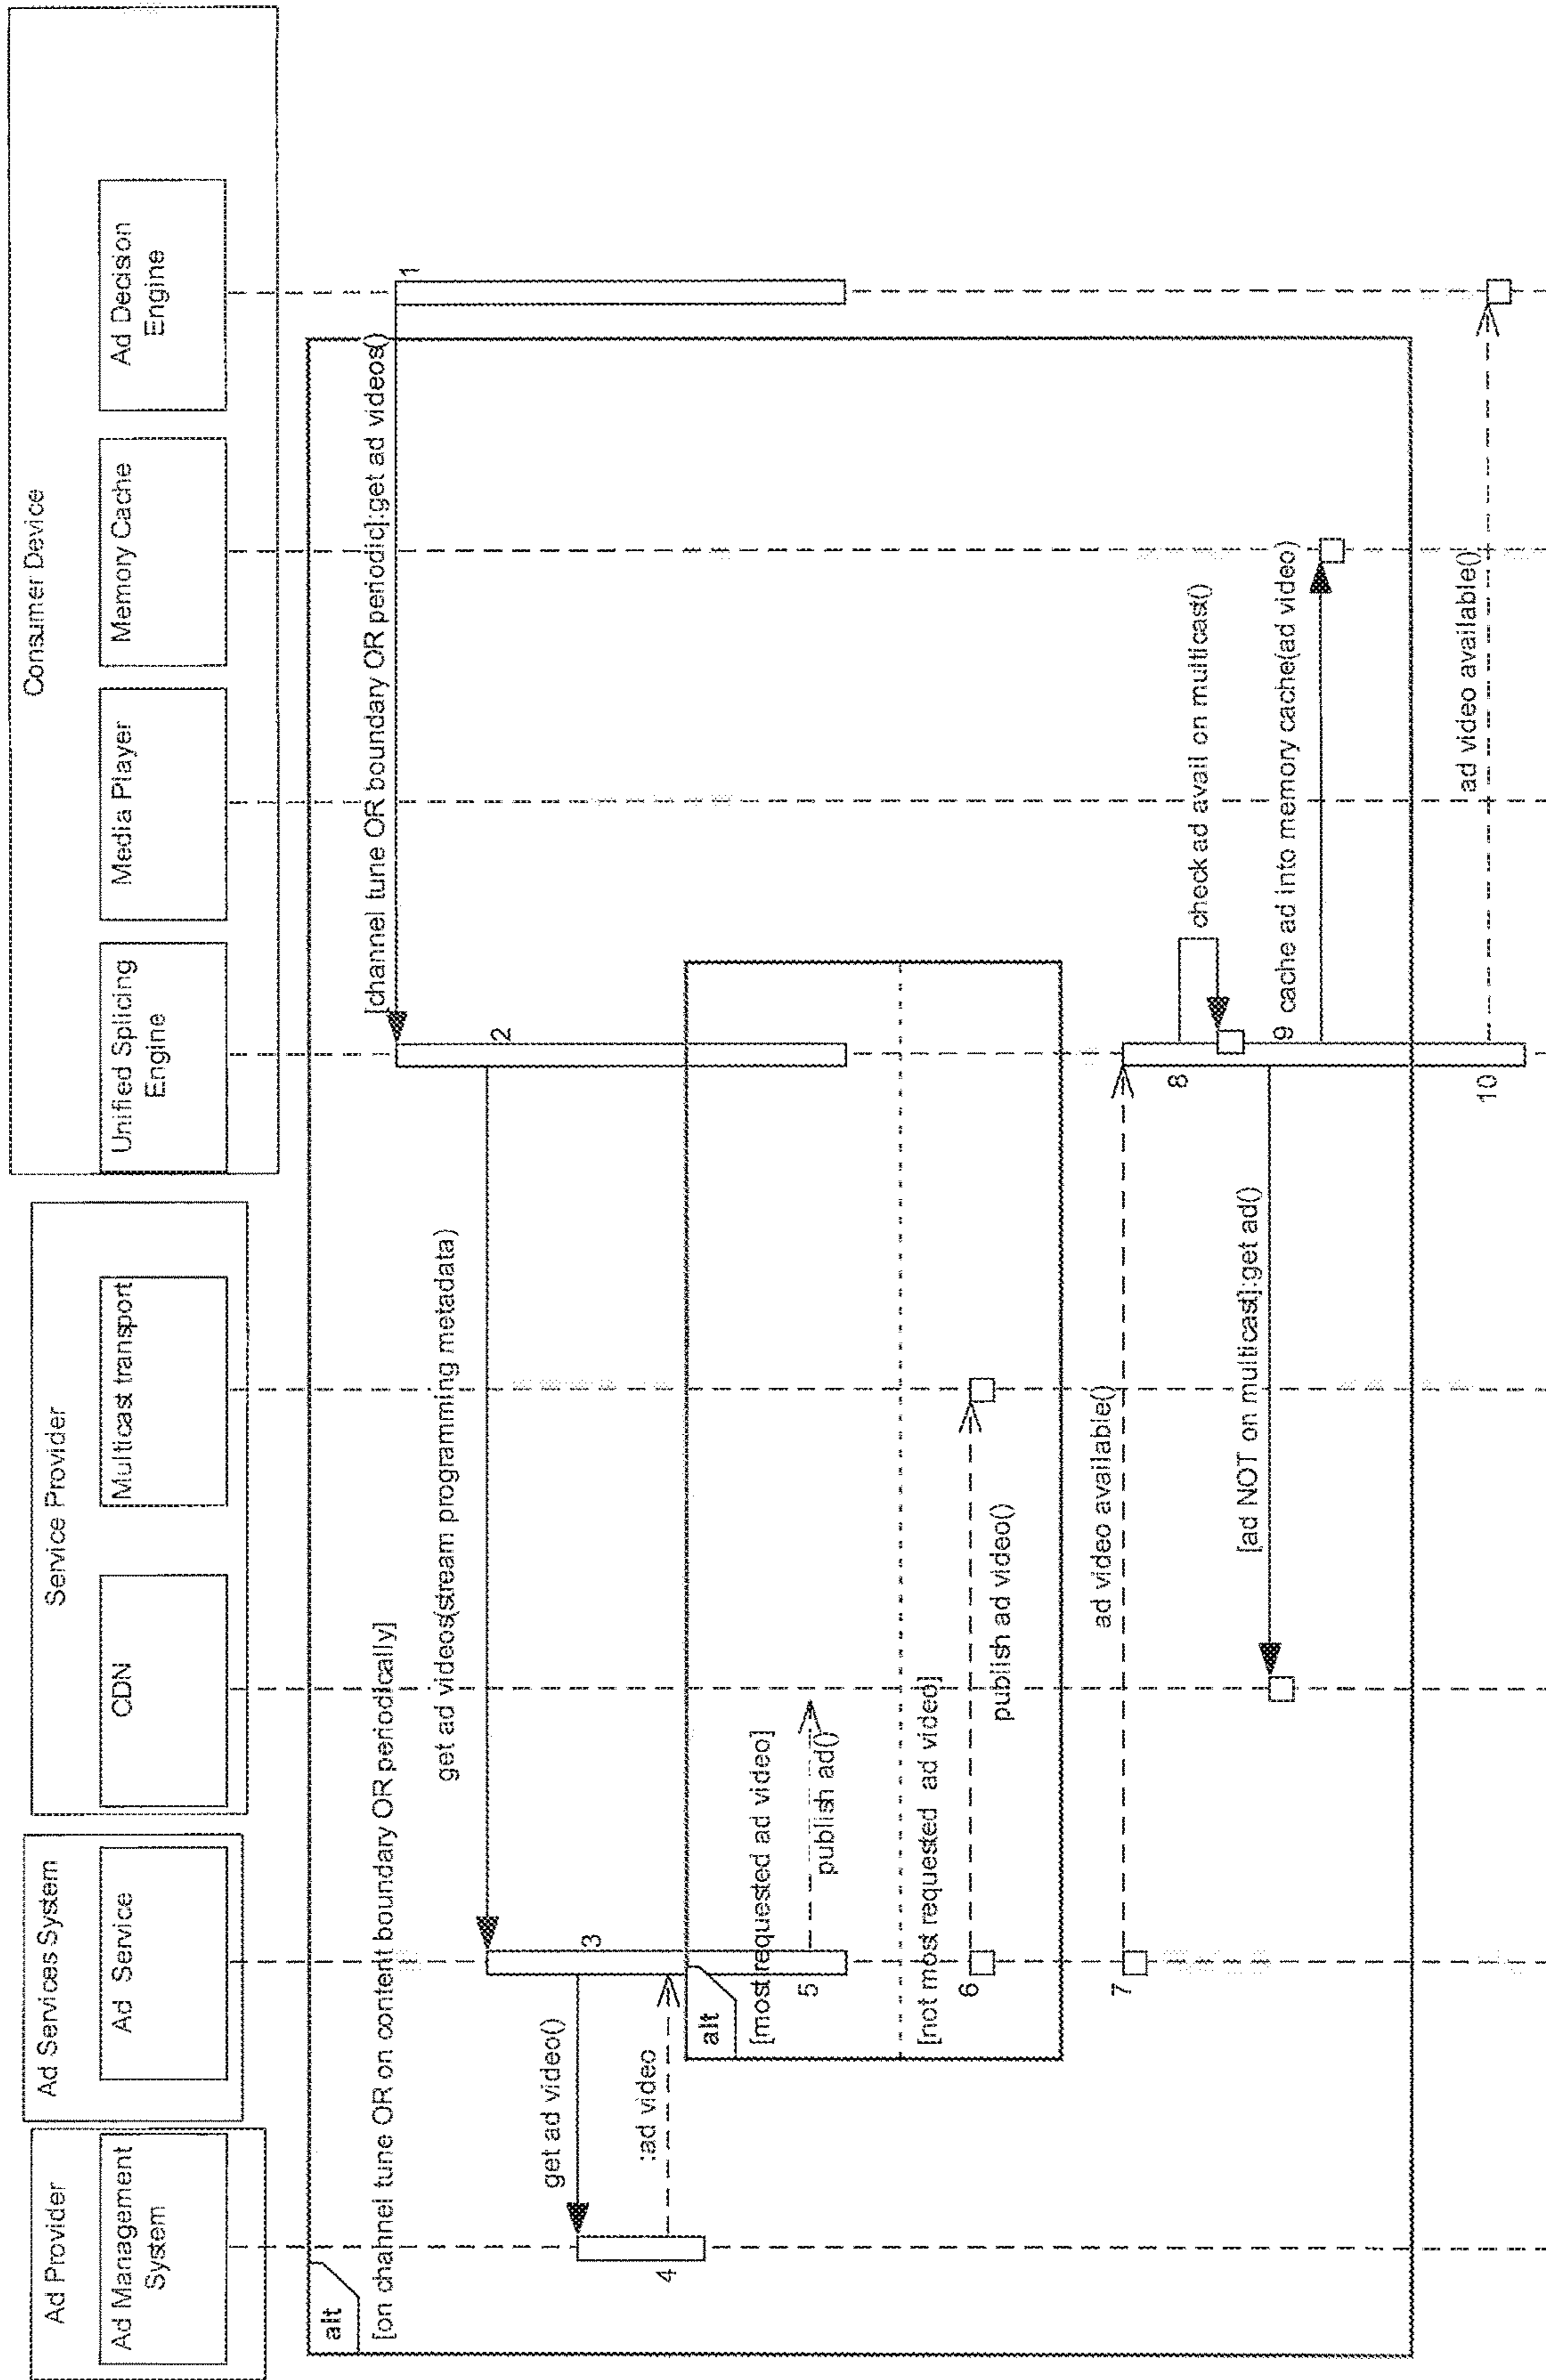 Ad Provider
Ad Management
System
Ad Services System
Ad Service
Service Provider
CDN
Multicast transport
Consumer Device
Unified Splicing
Engine
Media Player
Memory Cache
Ad Decision
Engine
alt
[on channel tune OR on content boundary OR periodically]
[channel tune OR boundary OR periodic]:get ad videos()
1
2
get ad videos(stream programming metadata)
3
get ad video()
:ad video
4
alt
[most requested ad video]
5
publish ad()
[not most requested ad video]
6
publish ad video()
7
ad video available()
8
check ad avail on multicast()
[ad NOT on multicast]:get ad()
9 cache ad into memory cache(ad video)
10
ad video available()